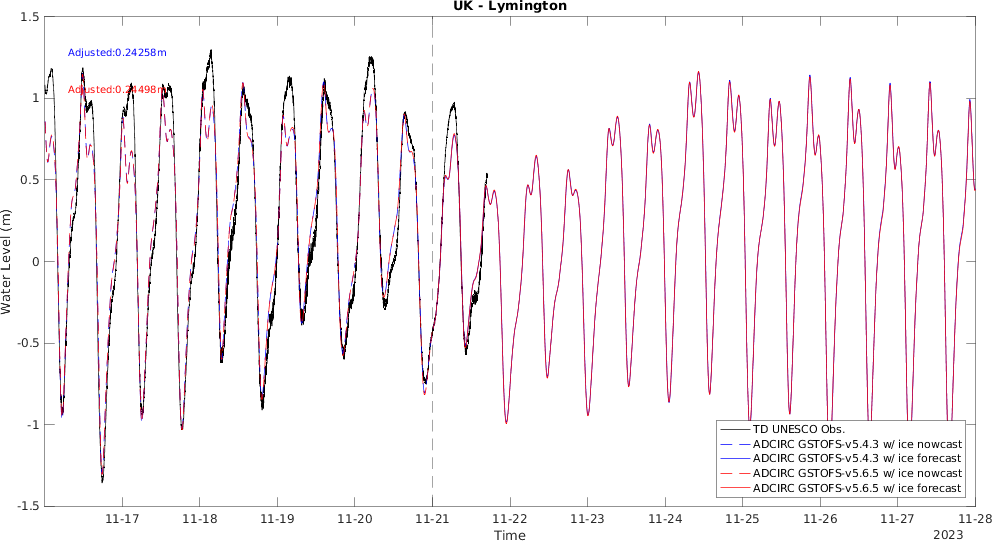 UK - Lymington
1.5
Adjusted:0.24258m
Adjusted:0.24498m
1
0.5
0
-0.5
-1
-1.5
Water Level (m)
TD UNESCO Obs.
ADCIRC GSTOFS-v5.4.3 w/ ice nowcast
ADCIRC GSTOFS-v5.4.3 w/ ice forecast
ADCIRC GSTOFS-v5.6.5 w/ ice nowcast
ADCIRC GSTOFS-v5.6.5 w/ ice forecast
11-17 11-18 11-19 11-20 11-21 11-22 11-23 11-24 11-25 11-26 11-27 11-28
Time
2023